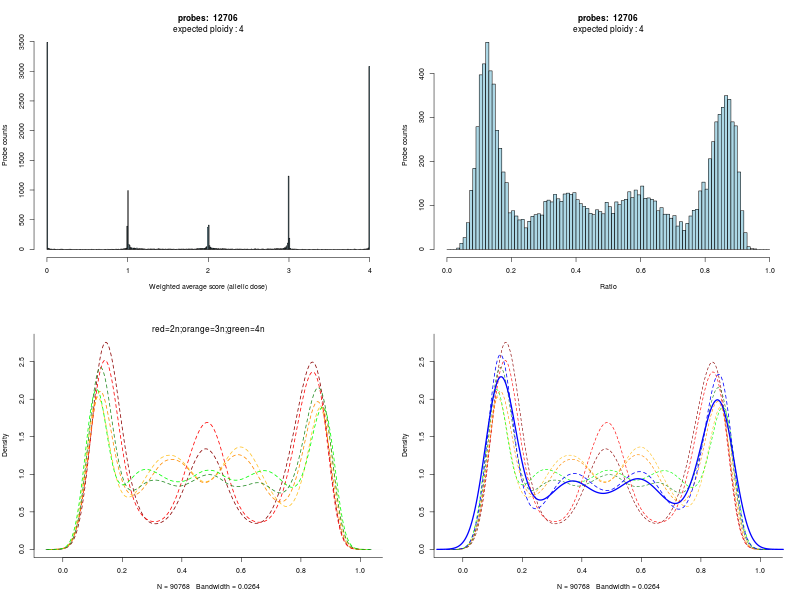 probes: 12706
expected ploidy : 4
Probe counts
3500
3000
2500
2000
1500
1000
500
0
0 1 2 3 4
Weighted average score (allelic dose)
probes: 12706
expected ploidy : 4
Probe counts
400
300
200
100
0
0.0 0.2 0.4 0.6 0.8 1.0
Ratio
red=2n;orange=3n;green=4n
Density
2.5
2.0
1.5
1.0
0.5
0.0
0.0 0.2 0.4 0.6 0.8 1.0
N = 90768 Bandwidth = 0.0264
Density
2.5
2.0
1.5
1.0
0.5
0.0
0.0 0.2 0.4 0.6 0.8 1.0
N = 90768 Bandwidth = 0.0264